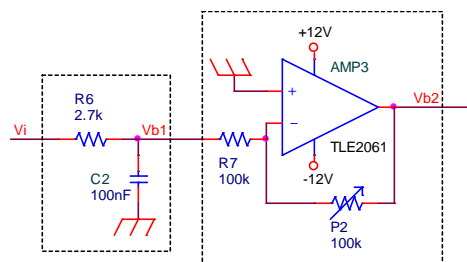 +12V
AMP3
Vb2
R6
2.7k
Vi
Vb1
+
−
TLE2061
R7
100k
C2
100nF
-12V
P2
100k